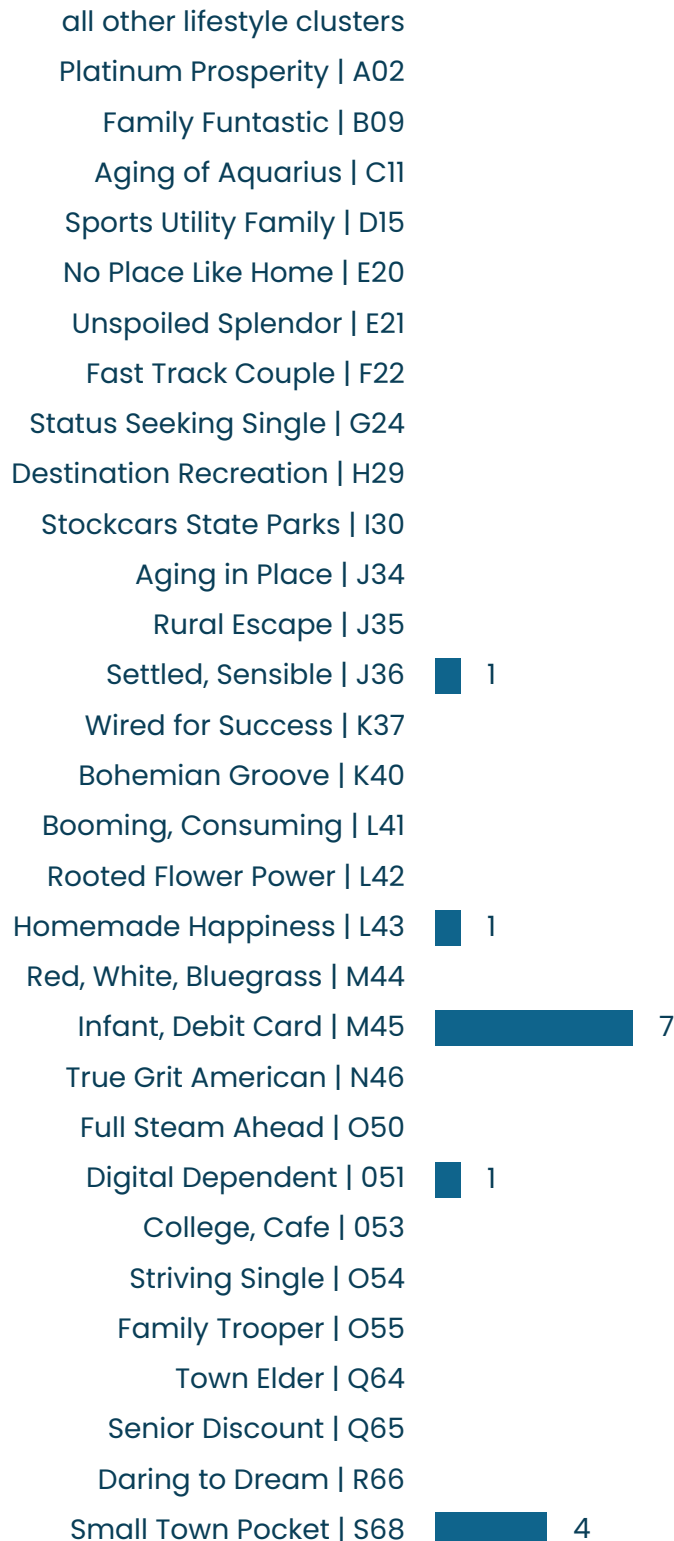 all other lifestyle clusters
Platinum Prosperity | A02
Family Funtastic | B09
Aging of Aquarius | C11
Sports Utility Family | D15
No Place Like Home | E20
Unspoiled Splendor | E21
Fast Track Couple | F22
Status Seeking Single | G24
Destination Recreation | H29
Stockcars State Parks | I30
Aging in Place | J34
Rural Escape | J35
Settled, Sensible | J36 1
Wired for Success | K37
Bohemian Groove | K40
Booming, Consuming | L41
Rooted Flower Power | L42
Homemade Happiness | L43 1
Red, White, Bluegrass | M44
Infant, Debit Card | M45 7
True Grit American | N46
Full Steam Ahead | O50
Digital Dependent | 051 1
College, Cafe | 053
Striving Single | O54
Family Trooper | O55
Town Elder | Q64
Senior Discount | Q65
Daring to Dream | R66
Small Town Pocket | S68 4